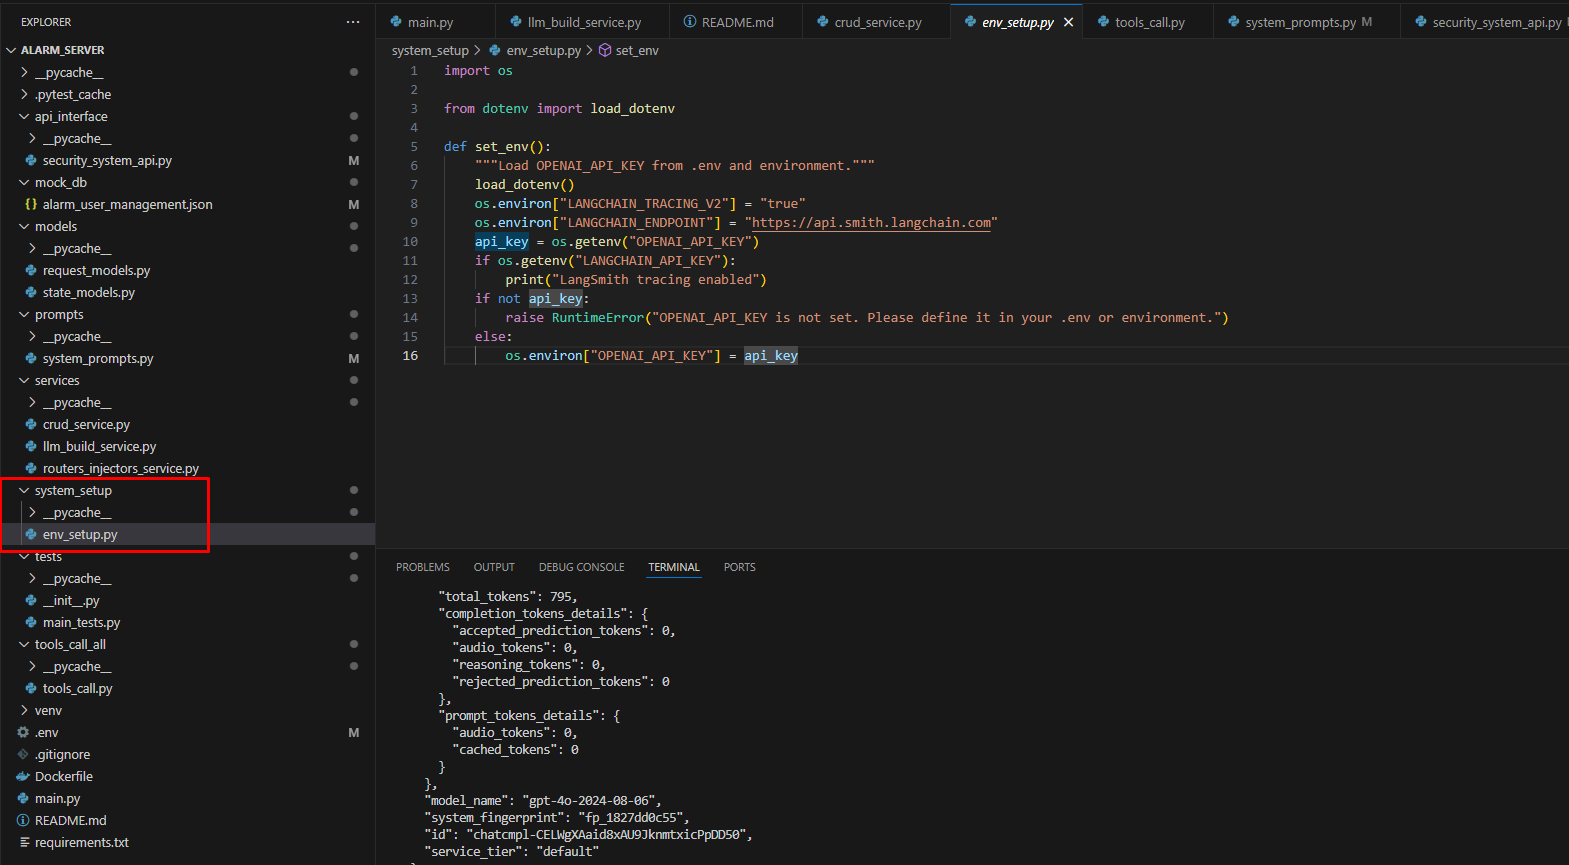 EXPLORER
ALARM_SERVER
__pycache__
.pytest_cache
api_interface
__pycache__
security_system_api.py M
mock_db
{} alarm_user_management.json M
models
__pycache__
request_models.py
state_models.py
prompts
__pycache__
system_prompts.py M
services
__pycache__
crud_service.py
llm_build_service.py
routers_injectors_service.py
system_setup
__pycache__
env_setup.py
tests
__pycache__
__init__.py
main_tests.py
tools_call_all
__pycache__
tools_call.py
venv
.env M
.gitignore
Dockerfile
main.py
README.md
requirements.txt
main.py llm_build_service.py README.md crud_service.py env_setup.py tools_call.py system_prompts.py M security_system_api.py
system_setup > env_setup.py > set_env
1 import os
2
3 from dotenv import load_dotenv
4
5 def set_env():
6 """Load OPENAI_API_KEY from .env and environment."""
7 load_dotenv()
8 os.environ["LANGCHAIN_TRACING_V2"] = "true"
9 os.environ["LANGCHAIN_ENDPOINT"] = "https://api.smith.langchain.com"
10 api_key = os.getenv("OPENAI_API_KEY")
11 if os.getenv("LANGCHAIN_API_KEY"):
12 print("LangSmith tracing enabled")
13 if not api_key:
14 raise RuntimeError("OPENAI_API_KEY is not set. Please define it in your .env or environment.")
15 else:
16 os.environ["OPENAI_API_KEY"] = api_key
PROBLEMS OUTPUT DEBUG CONSOLE TERMINAL PORTS
"total_tokens": 795,
"completion_tokens_details": {
"accepted_prediction_tokens": 0,
"audio_tokens": 0,
"reasoning_tokens": 0,
"rejected_prediction_tokens": 0
},
"prompt_tokens_details": {
"audio_tokens": 0,
"cached_tokens": 0
}
},
"model_name": "gpt-4o-2024-08-06",
"system_fingerprint": "fp_1827dd0c55",
"id": "chatcmpl-CELWgXAaid8xAU9JknmtxicPpDD50",
"service_tier": "default"